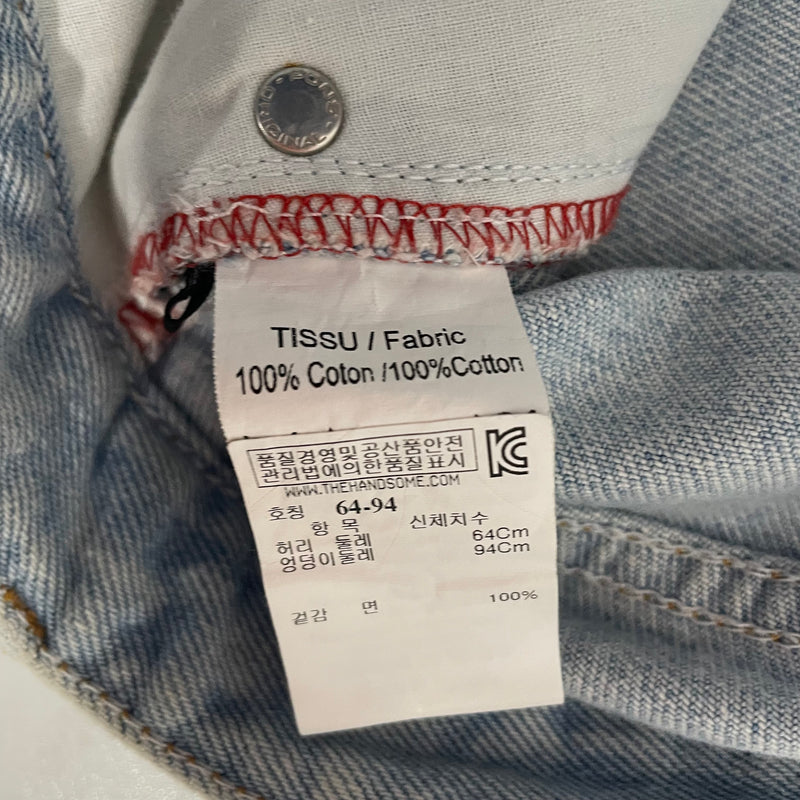 ORIGINAL
TISSU / Fabric
100% Coton /100%Cotton
품질경영및공산품안전
관리법에의한품질표시
WWW.THEHANDSOME.COM
호칭 64-94
항 목 신체치수
허리 둘레 64Cm
엉덩이둘레 94Cm
겉감 면 100%